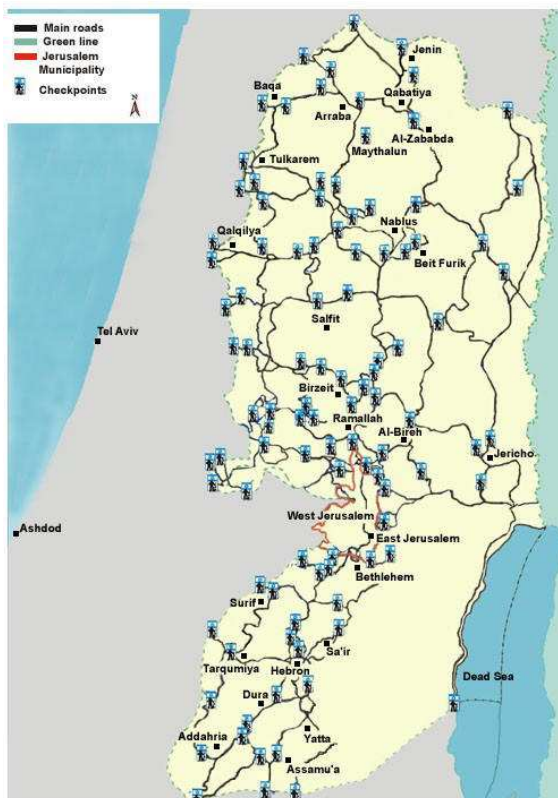 Main roads
Green line
Jerusalem
Municipality
Checkpoints
N
Jenin
Baqa
Qabatiya
Arraba
Al-Zababda
Maythalun
Tulkarem
Nablus
Qalqilya
Beit Furik
Salfit
Tel Aviv
Birzeit
Ramallah
Al-Bireh
Jericho
West Jerusalem
Ashdod
East Jerusalem
Bethlehem
Surif
Sa'ir
Tarqumiya
Hebron
Dead Sea
Dura
Yatta
Addahria
Assamu'a